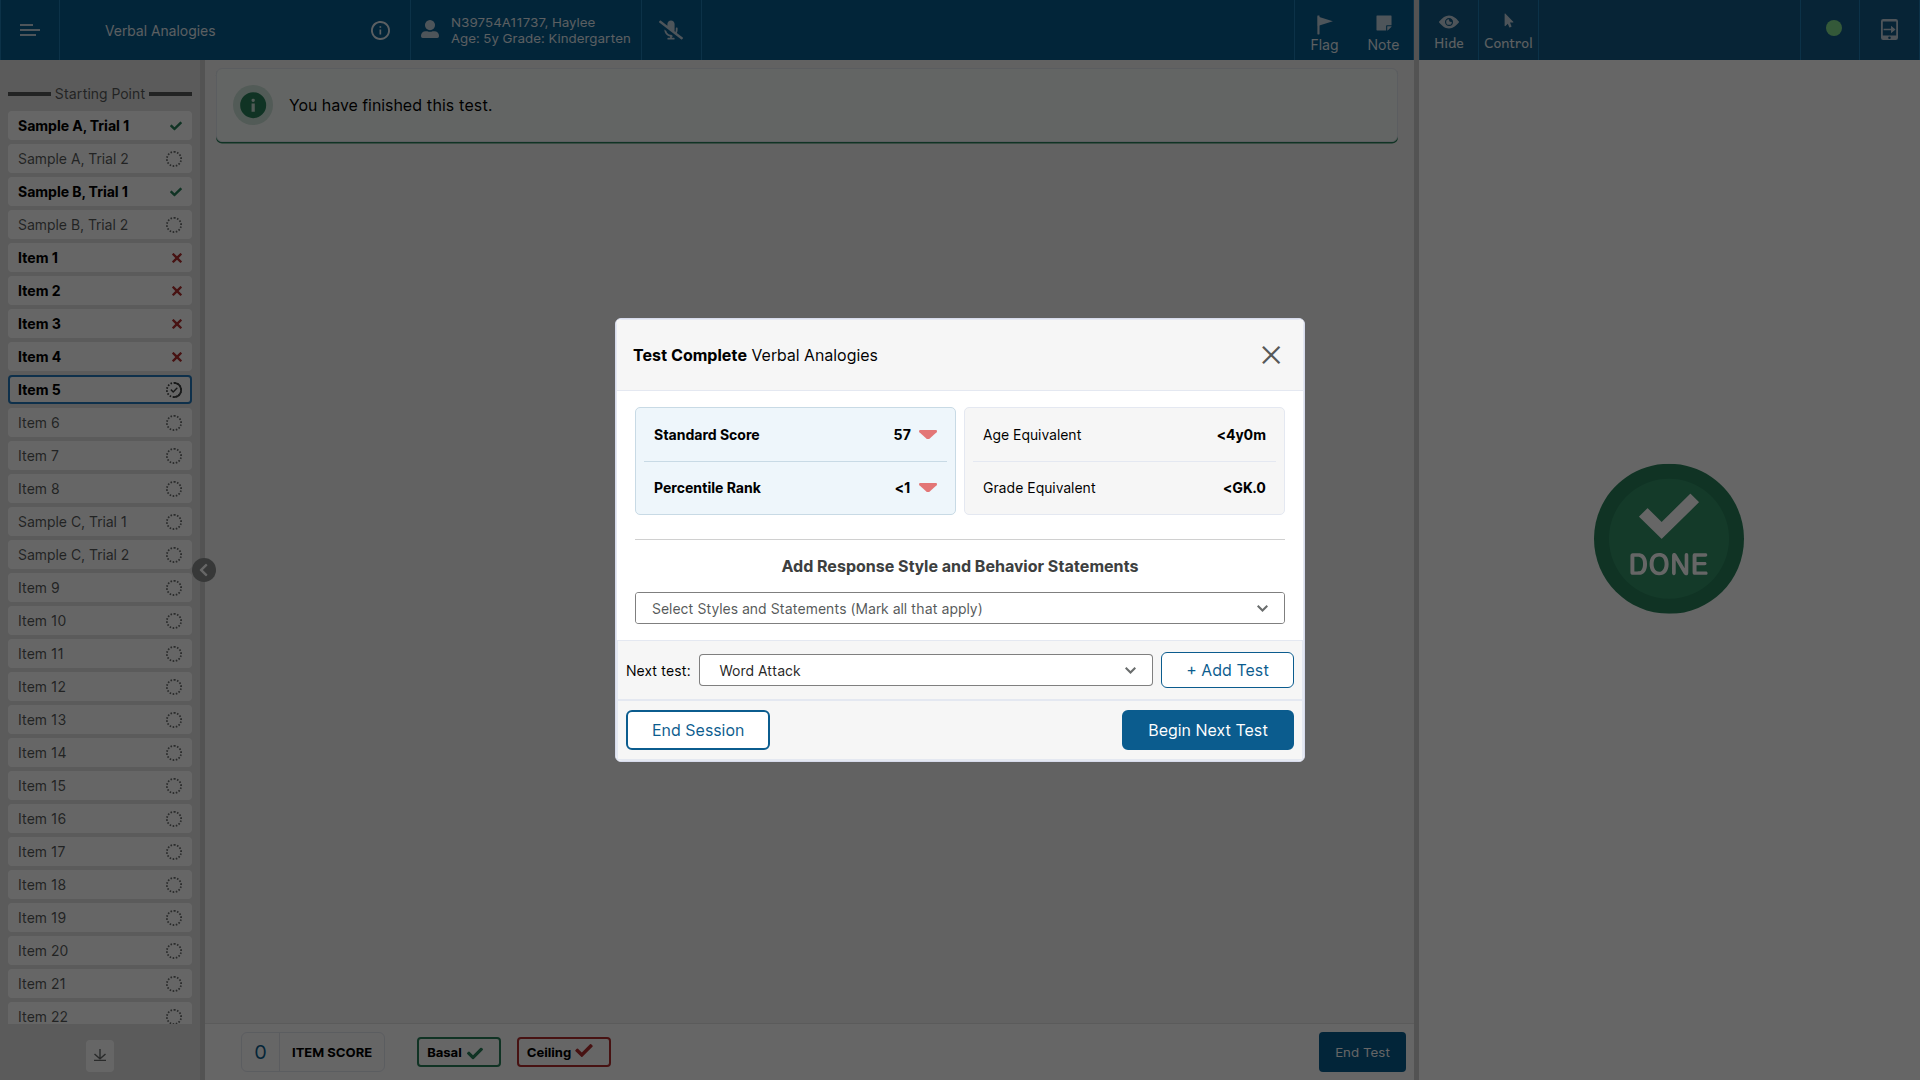 Verbal Analogies
N39754A11737, Haylee
Age: 5y Grade: Kindergarten
Flag
Note
Hide
Control
Starting Point
Sample A, Trial 1
Sample A, Trial 2
Sample B, Trial 1
Sample B, Trial 2
Item 1
Item 2
Item 3
Item 4
Item 5
Item 6
Item 7
Item 8
Sample C, Trial 1
Sample C, Trial 2
Item 9
Item 10
Item 11
Item 12
Item 13
Item 14
Item 15
Item 16
Item 17
Item 18
Item 19
Item 20
Item 21
Item 22
You have finished this test.
Test Complete Verbal Analogies
Standard Score 57
Percentile Rank <1
Age Equivalent <4y0m
Grade Equivalent <GK.0
Add Response Style and Behavior Statements
Select Styles and Statements (Mark all that apply)
Next test: Word Attack + Add Test
End Session
Begin Next Test
DONE
0 ITEM SCORE
Basal
Ceiling
End Test